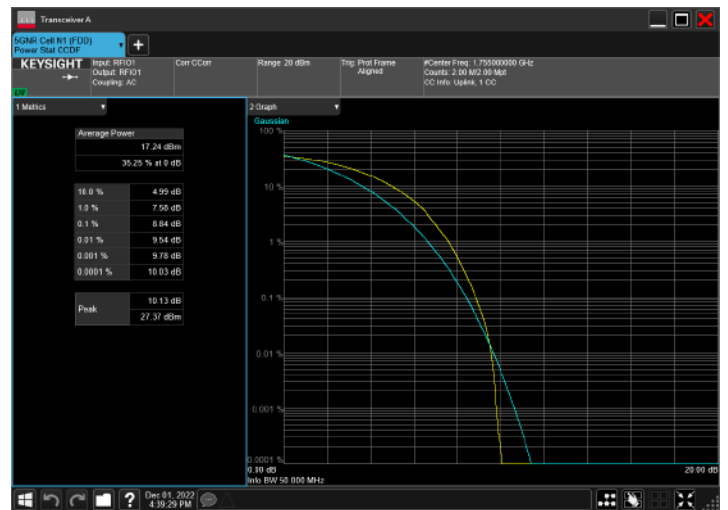 Transceiver A
5GNR Cell N1 (FDD)
Power Stat CCDF
KEYSIGHT
Input: RFIO1
Output: RFIO1
Coupling: AC
Corr CCorr
Range: 20 dBm
Trig: Prot Frame
Aligned
#Center Freq: 1.755000000 GHz
Counts: 2.00 M/2.00 Mpt
CC Info: Uplink, 1 CC
1 Metrics
Average Power
17.24 dBm
35.25 % at 0 dB
10.0 % 4.99 dB
1.0 % 7.58 dB
0.1 % 8.84 dB
0.01 % 9.54 dB
0.001 % 9.78 dB
0.0001 % 10.03 dB
Peak
10.13 dB
27.37 dBm
2 Graph
Gaussian
100 %
10 %
1 %
0.1 %
0.01 %
0.001 %
0.0001 %
0.00 dB
20.00 dB
Info BW 50.000 MHz
Dec 01, 2022
4:39:29 PM